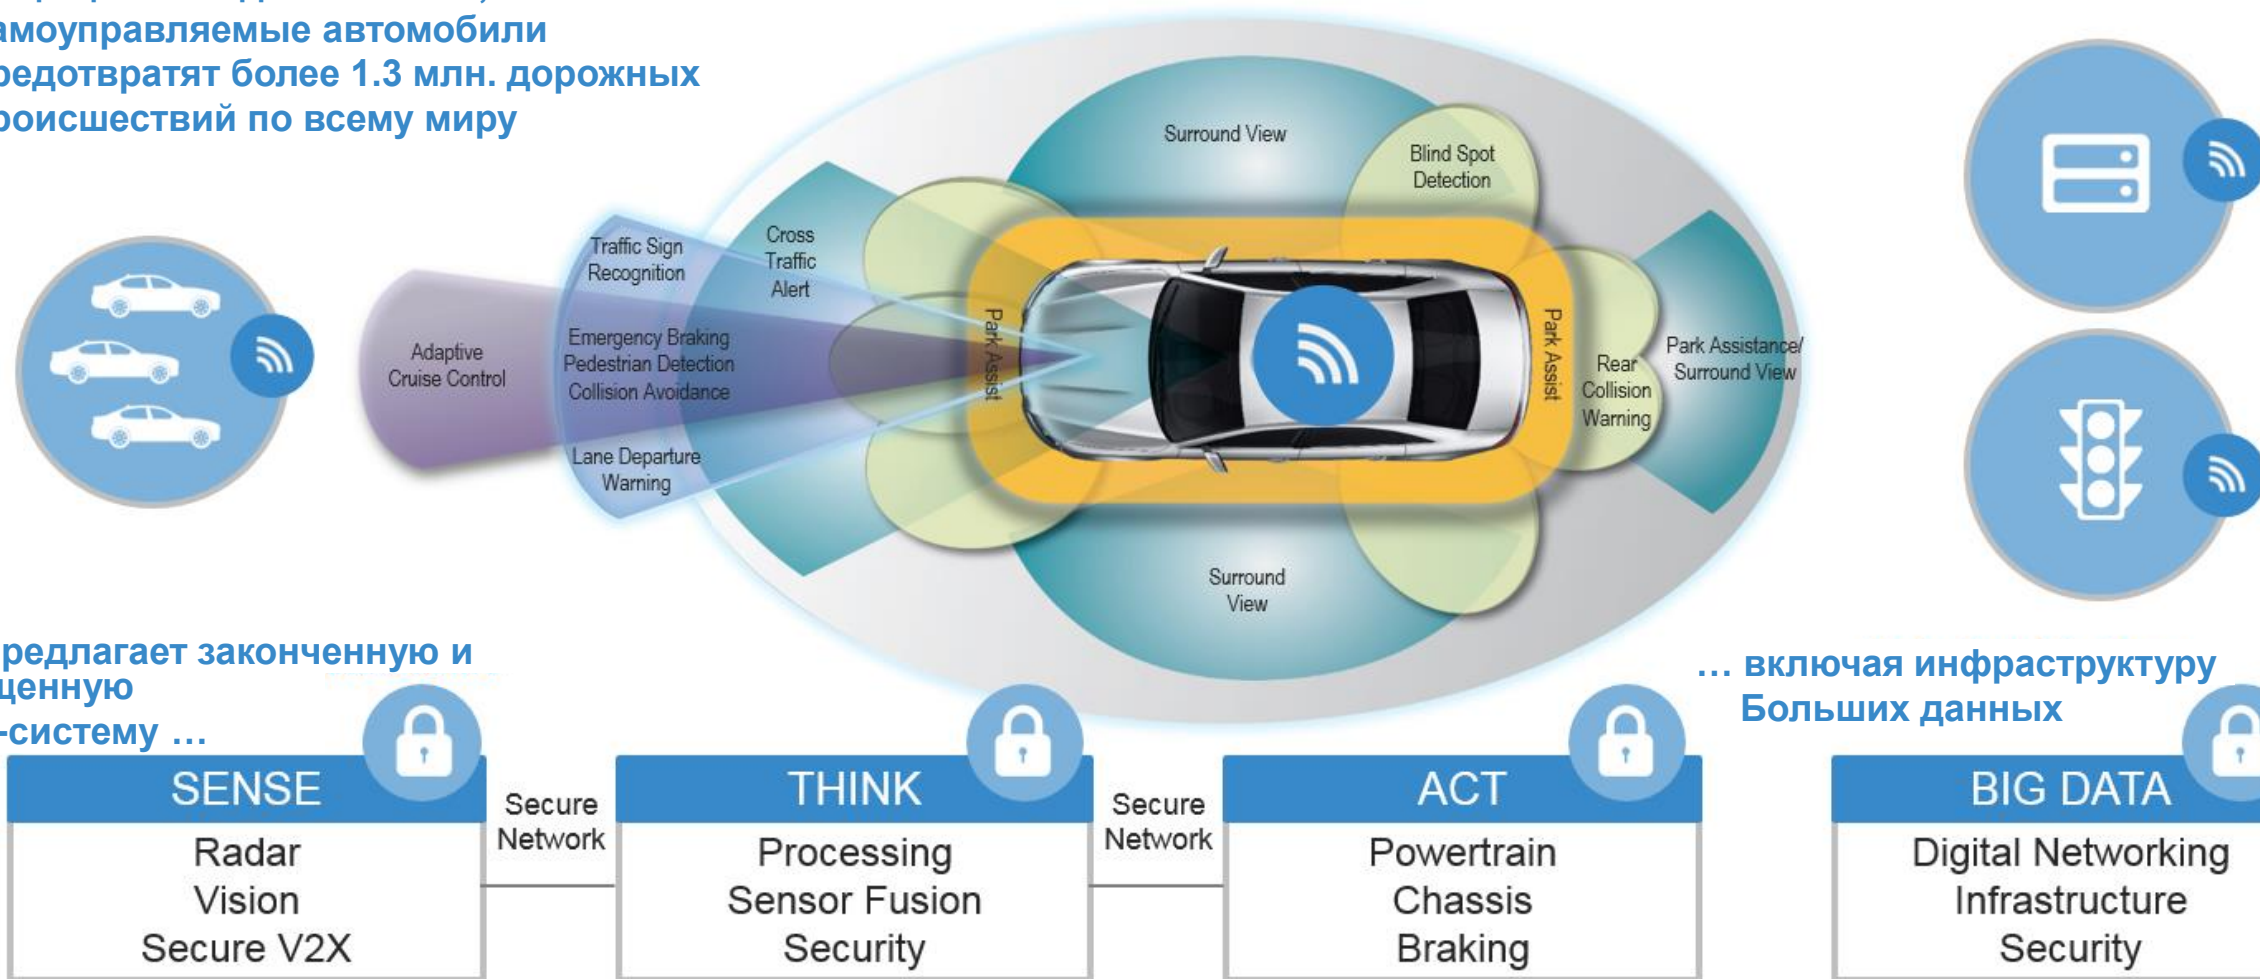 амоуправляемые автомобили
редотвратят более 1.3 млн. дорожных
роисшествий по всему миру
Surround View
Blind Spot
Detection
Cross
Traffic
Alert
Traffic Sign
Recognition
Adaptive
Cruise Control
Emergency Braking
Pedestrian Detection
Collision Avoidance
Lane Departure
Warning
Park Assist
Park Assist
Rear
Collision
Warning
Park Assistance/
Surround View
Surround
View
редлагает законченную и
щенную
-систему …
… включая инфраструктуру
Больших данных
SENSE
Radar
Vision
Secure V2X
Secure
Network
THINK
Processing
Sensor Fusion
Security
Secure
Network
ACT
Powertrain
Chassis
Braking
BIG DATA
Digital Networking
Infrastructure
Security